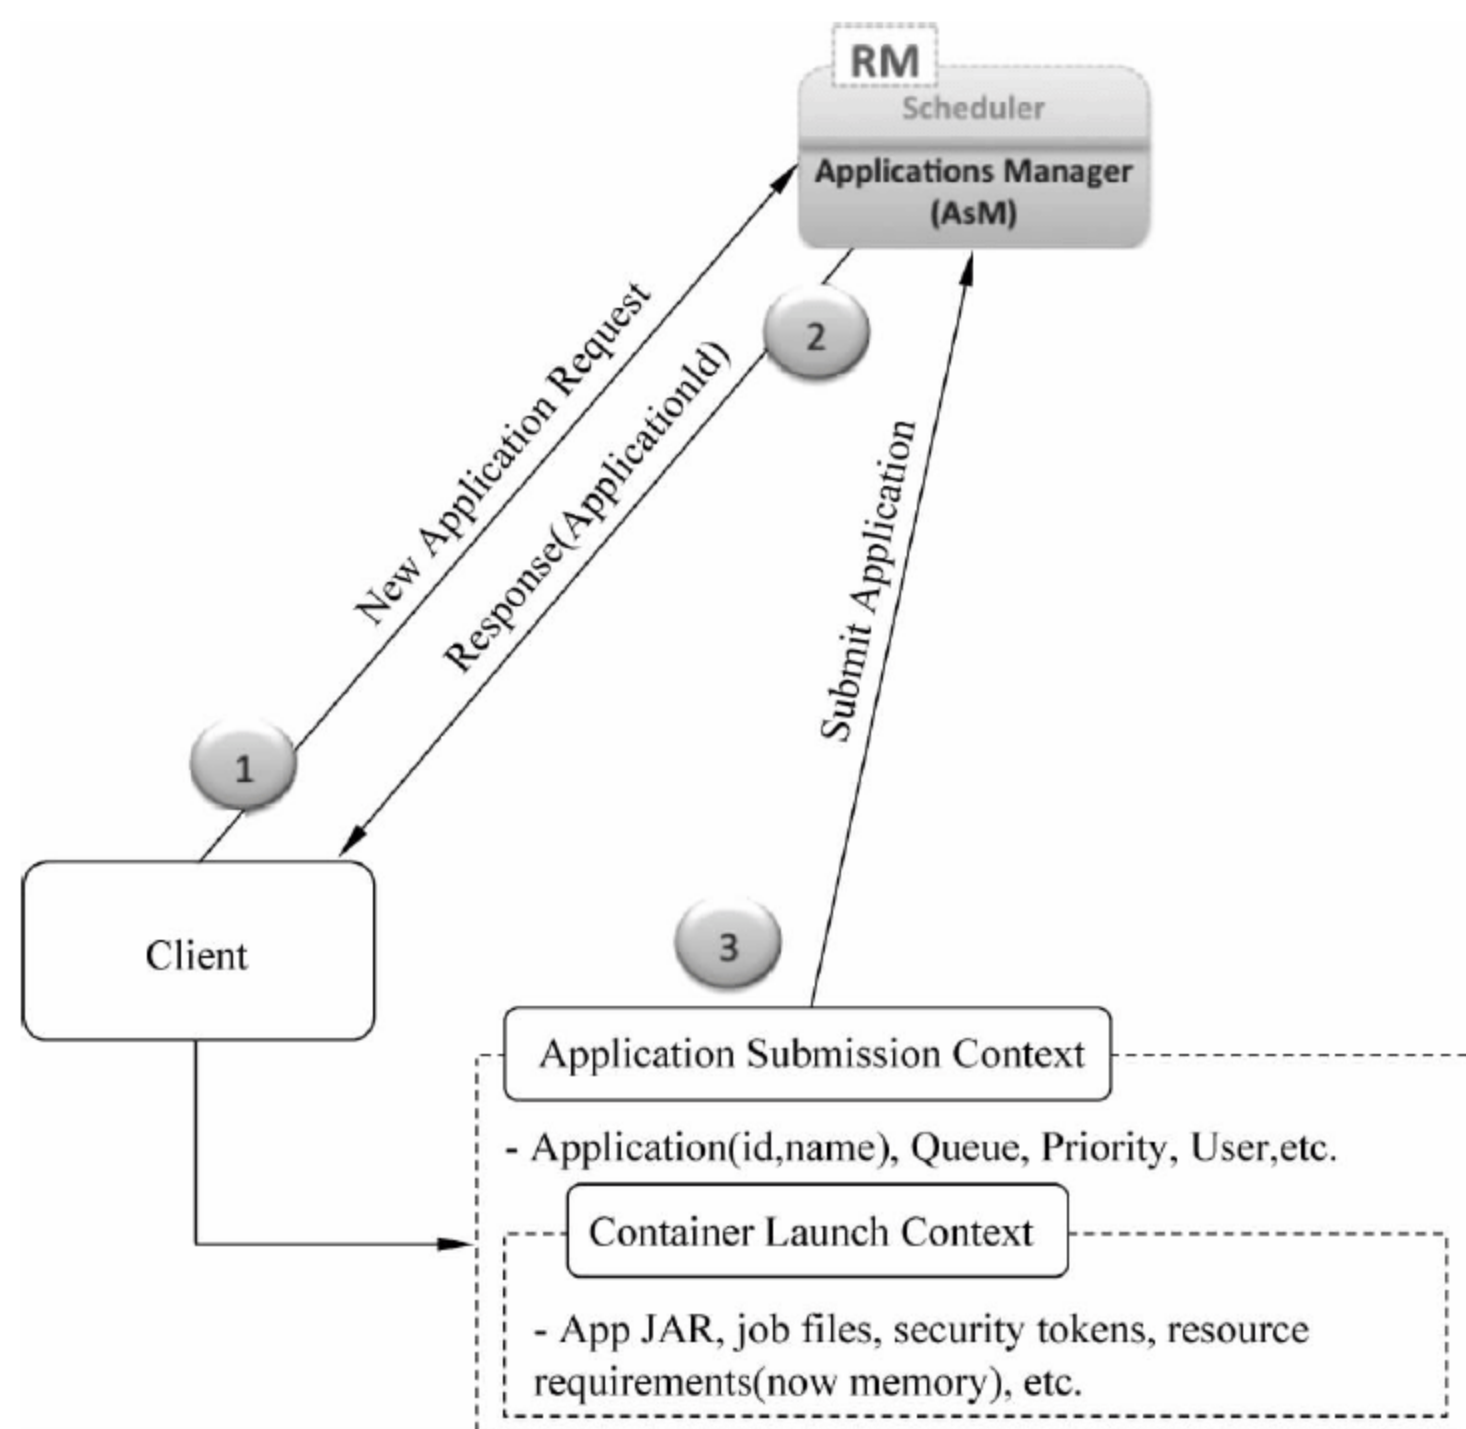 RM
Scheduler
Applications Manager
(AsM)
New Application Request
2
Response(ApplicationId)
Submit Application
1
Client
3
Application Submission Context
- Application(id,name), Queue, Priority, User,etc.
Container Launch Context
- App JAR, job files, security tokens, resource
requirements(now memory), etc.